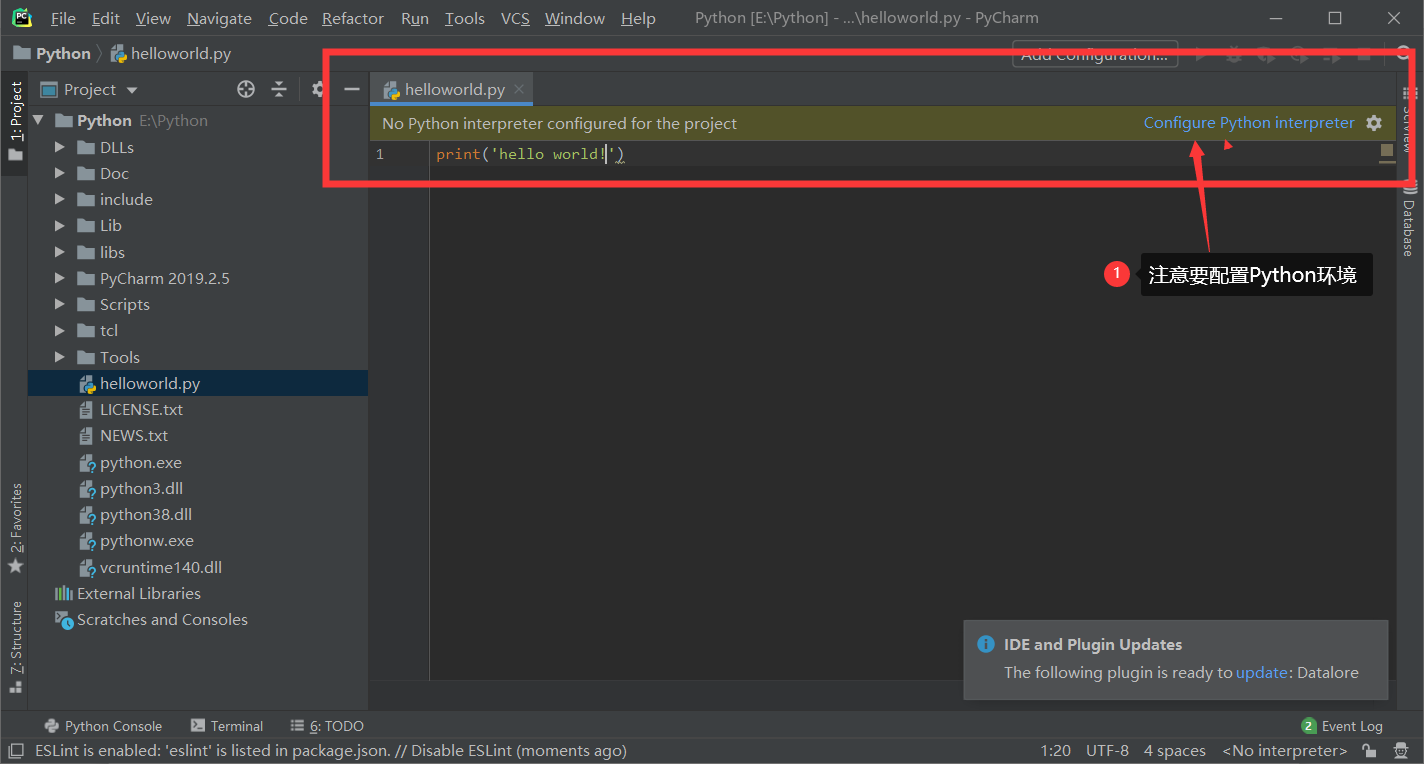 File Edit View Navigate Code Refactor Run Tools VCS Window Help Python [E:\Python] - ...\helloworld.py - PyCharm
Python helloworld.py Add Configuration...
1: Project
Project
helloworld.py
Python E:\Python
No Python interpreter configured for the project Configure Python interpreter
DLLs
1 print('hello world!')
Doc
include
Lib
libs
PyCharm 2019.2.5
Scripts
tcl
Tools
helloworld.py
LICENSE.txt
NEWS.txt
python.exe
python3.dll
python38.dll
pythonw.exe
vcruntime140.dll
External Libraries
Scratches and Consoles
Database
1 注意要配置Python环境
2: Favorites
Z: Structure
IDE and Plugin Updates
The following plugin is ready to update: Datalore
Python Console Terminal 6: TODO 2 Event Log
ESLint is enabled: 'eslint' is listed in package.json. // Disable ESLint (moments ago) 1:20 UTF-8 4 spaces <No interpreter>